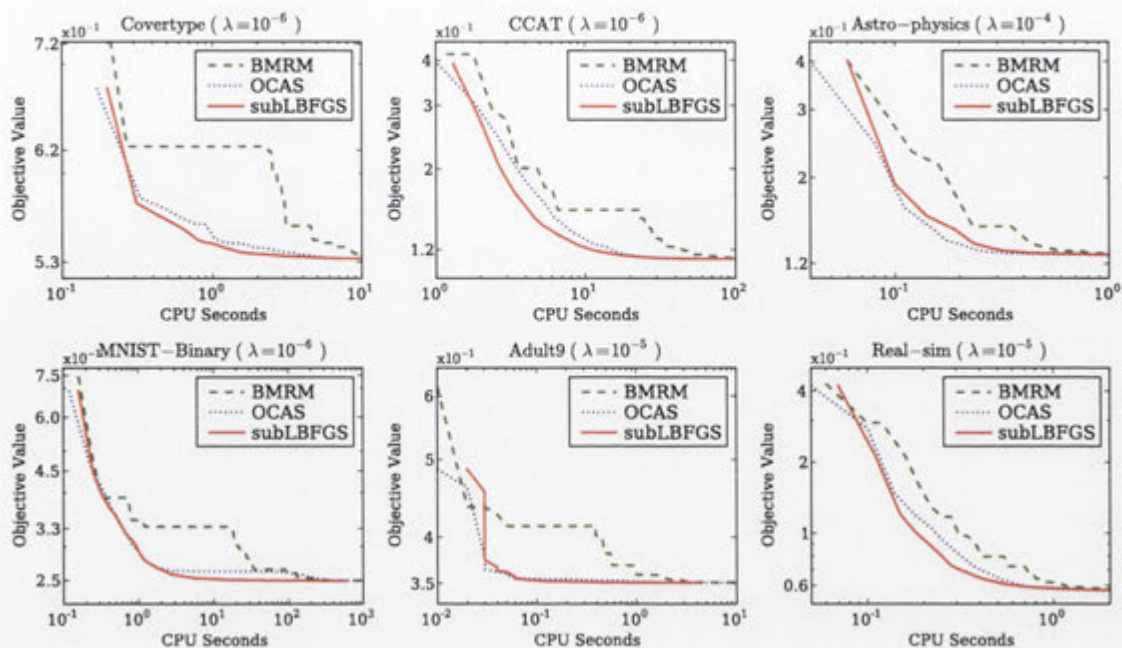 Covertype ( λ=10⁻⁶ )
x10⁻¹
7.2
6.2
5.3
Objective Value
BMRM
OCAS
subLBFGS
10⁻¹ 10⁰ 10¹
CPU Seconds
CCAT ( λ=10⁻⁶ )
x10⁻¹
4
3
2
1.2
Objective Value
BMRM
OCAS
subLBFGS
10⁰ 10¹ 10²
CPU Seconds
Astro-physics ( λ=10⁻⁴ )
x10⁻¹
4
3
2
1.2
Objective Value
BMRM
OCAS
subLBFGS
10⁻¹ 10⁰
CPU Seconds
MNIST-Binary ( λ=10⁻⁶ )
x10⁻
7.5
6.0
4.5
3.3
2.5
Objective Value
BMRM
OCAS
subLBFGS
10⁻¹ 10⁰ 10¹ 10² 10³
CPU Seconds
Adult9 ( λ=10⁻⁵ )
x10⁻¹
6
5
4
3.5
Objective Value
BMRM
OCAS
subLBFGS
10⁻² 10⁻¹ 10⁰ 10¹
CPU Seconds
Real-sim ( λ=10⁻⁵ )
x10⁻¹
4
2
1
0.6
Objective Value
BMRM
OCAS
subLBFGS
10⁻¹ 10⁰
CPU Seconds